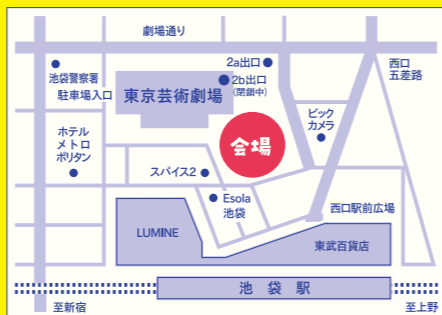 劇場通り
2a出口
西口
五差路
池袋警察署
駐車場入口
東京芸術劇場
2b出口
(閉鎖中)
ビック
カメラ
ホテル
メトロ
ポリタン
会場
スパイス2
Esola
池袋
西口駅前広場
LUMINE
東武百貨店
池袋駅
至新宿
至上野